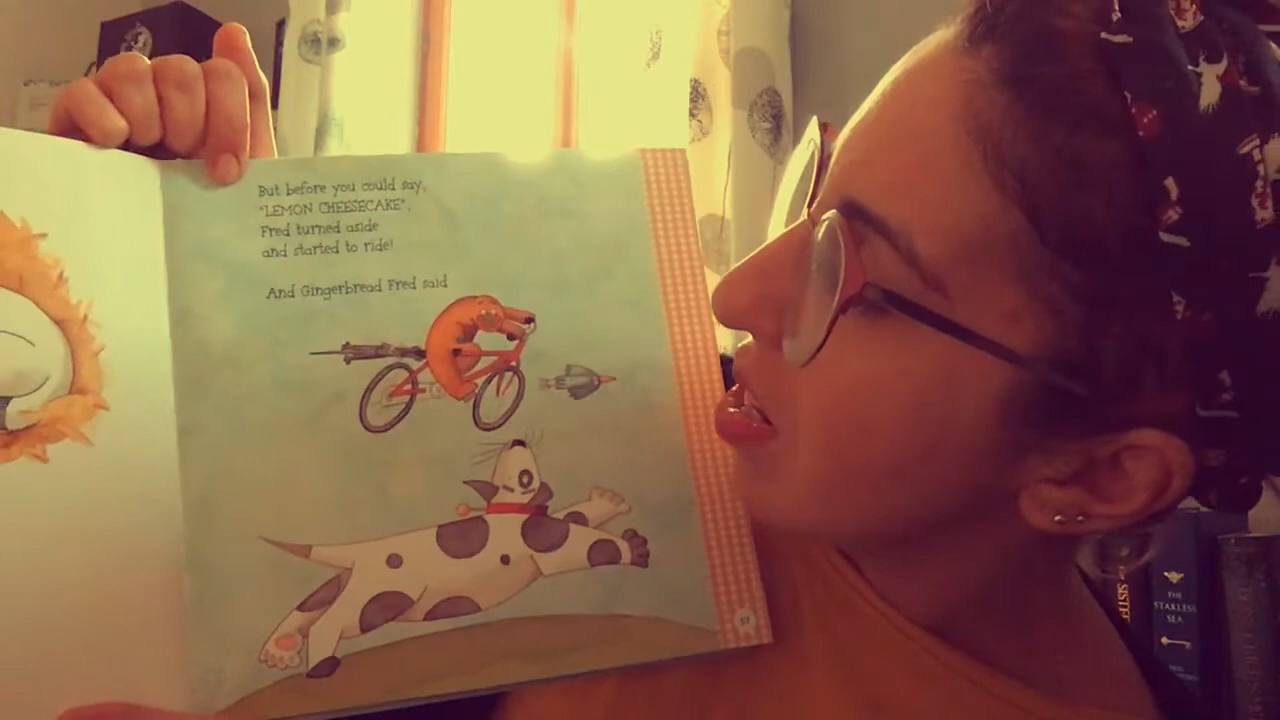 But before you could say,
"LEMON CHEESECAKE",
Fred turned aside
and started to ride!
And Gingerbread Fred said
THE
STARLESS
SEA